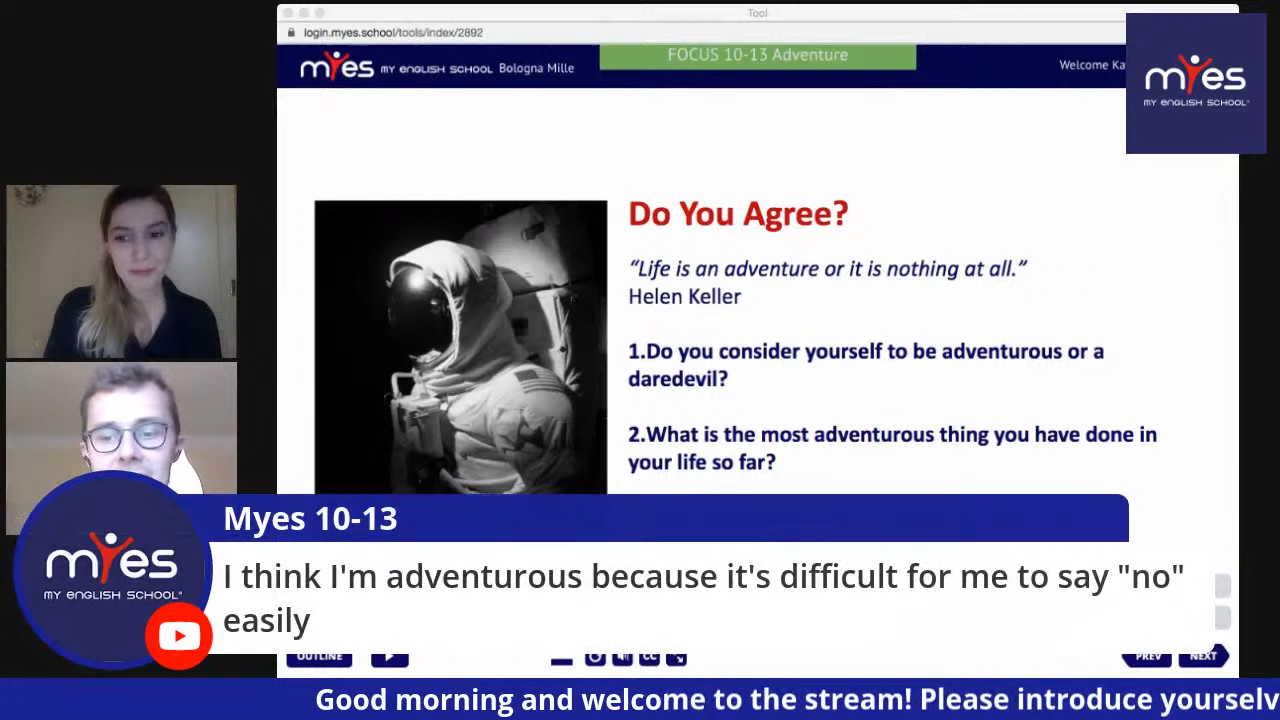 Tool
login.myes.school/tools/index/2892
myes MY ENGLISH SCHOOL Bologna Mille
FOCUS 10-13 Adventure
Welcome Ka
myes
MY ENGLISH SCHOOL
Do You Agree?
“Life is an adventure or it is nothing at all.”
Helen Keller
1.Do you consider yourself to be adventurous or a
daredevil?
2.What is the most adventurous thing you have done in
your life so far?
Myes 10-13
myes
MY ENGLISH SCHOOL
I think I'm adventurous because it's difficult for me to say "no"
easily
OUTLINE
CC
PREV
NEXT
Good morning and welcome to the stream! Please introduce yourselv